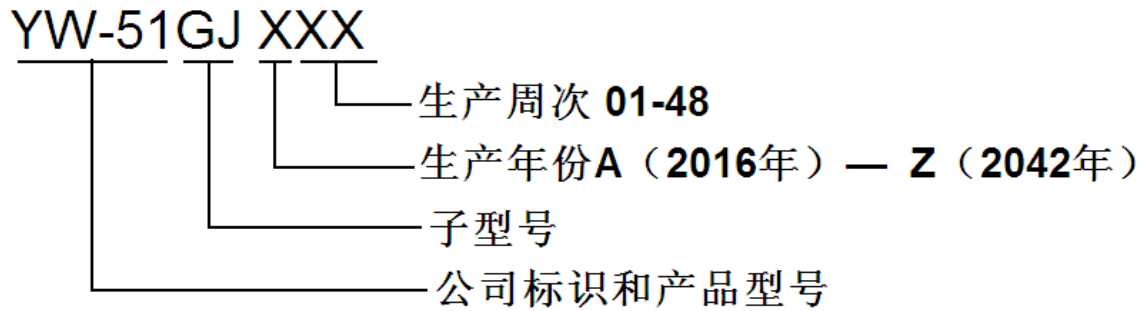 YW-51GJ XXX
生产周次 01-48
生产年份A（2016年）— Z（2042年）
子型号
公司标识和产品型号